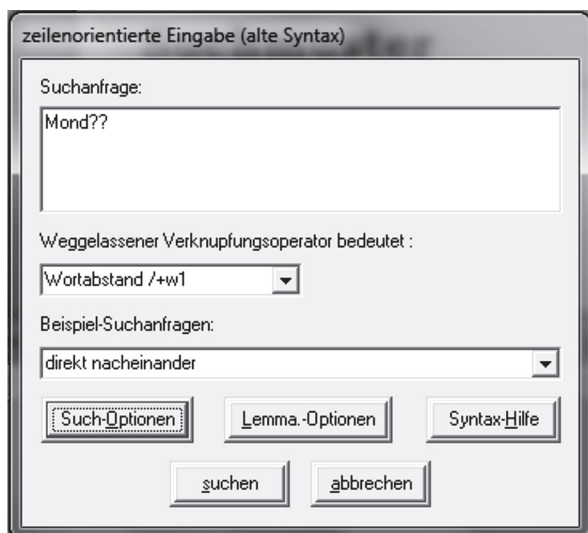 zeilenorientierte Eingabe (alte Syntax)
Suchanfrage:
Mond??
Weggelassener Verknupfungsoperator bedeutet :
Wortabstand /+w1
Beispiel-Suchanfragen:
direkt nacheinander
Such-Optionen Lemma.-Optionen Syntax-Hilfe
suchen abbrechen